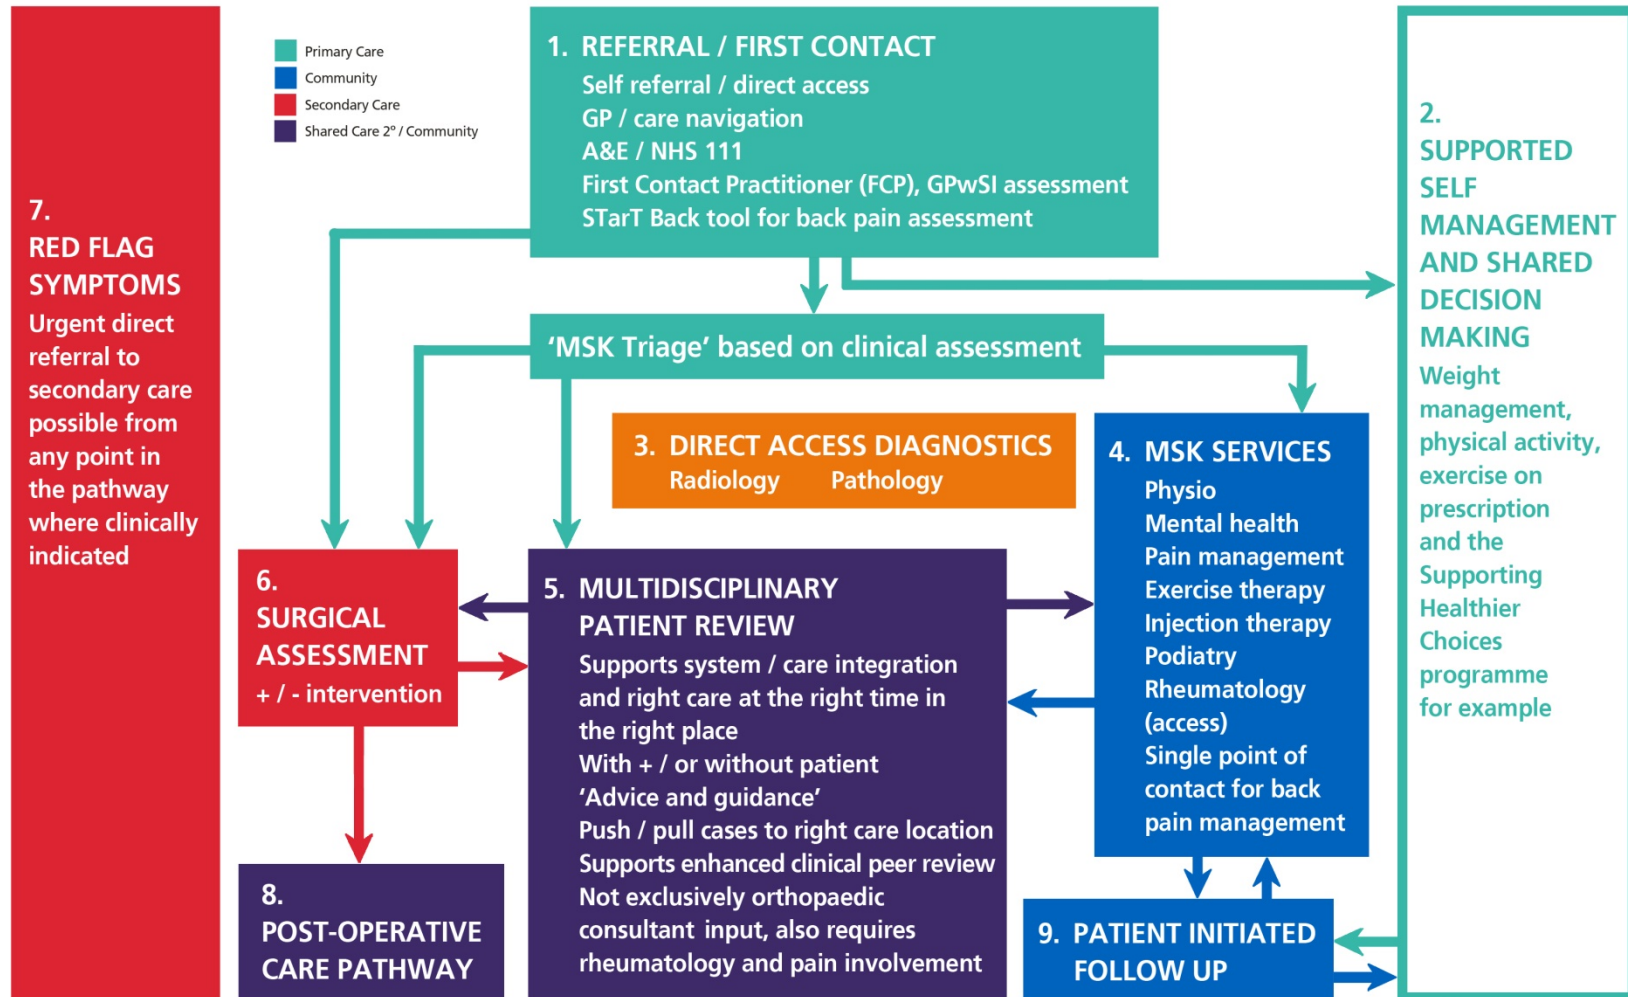 Primary Care
Community
Secondary Care
Shared Care 2º / Community
1. REFERRAL / FIRST CONTACT
Self referral / direct access
GP / care navigation
A&E / NHS 111
First Contact Practitioner (FCP), GPwSI assessment
STarT Back tool for back pain assessment
2.
SUPPORTED
SELF
MANAGEMENT
AND SHARED
DECISION
MAKING
Weight
management,
physical activity,
exercise on
prescription
and the
Supporting
Healthier
Choices
programme
for example
7.
RED FLAG
SYMPTOMS
Urgent direct
referral to
secondary care
possible from
any point in
the pathway
where clinically
indicated
‘MSK Triage’ based on clinical assessment
3. DIRECT ACCESS DIAGNOSTICS
Radiology Pathology
4. MSK SERVICES
Physio
Mental health
Pain management
Exercise therapy
Injection therapy
Podiatry
Rheumatology
(access)
Single point of
contact for back
pain management
5. MULTIDISCIPLINARY
PATIENT REVIEW
Supports system / care integration
and right care at the right time in
the right place
With + / or without patient
‘Advice and guidance’
Push / pull cases to right care location
Supports enhanced clinical peer review
Not exclusively orthopaedic
consultant input, also requires
rheumatology and pain involvement
6.
SURGICAL
ASSESSMENT
+ / - intervention
8.
POST-OPERATIVE
CARE PATHWAY
9. PATIENT INITIATED
FOLLOW UP